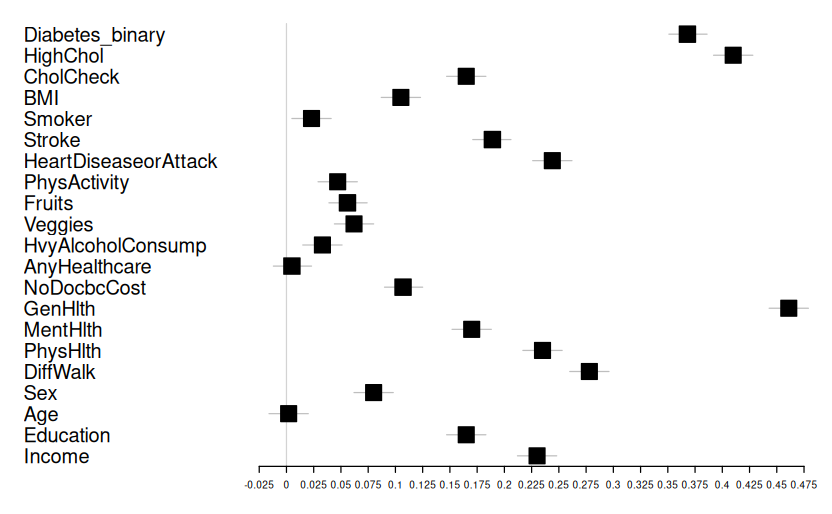 Diabetes_binary
HighChol
CholCheck
BMI
Smoker
Stroke
HeartDiseaseorAttack
PhysActivity
Fruits
Veggies
HvyAlcoholConsump
AnyHealthcare
NoDocbcCost
GenHlth
MentHlth
PhysHlth
DiffWalk
Sex
Age
Education
Income
-0.025 0 0.025 0.05 0.075 0.1 0.125 0.15 0.175 0.2 0.225 0.25 0.275 0.3 0.325 0.35 0.375 0.4 0.425 0.45 0.475